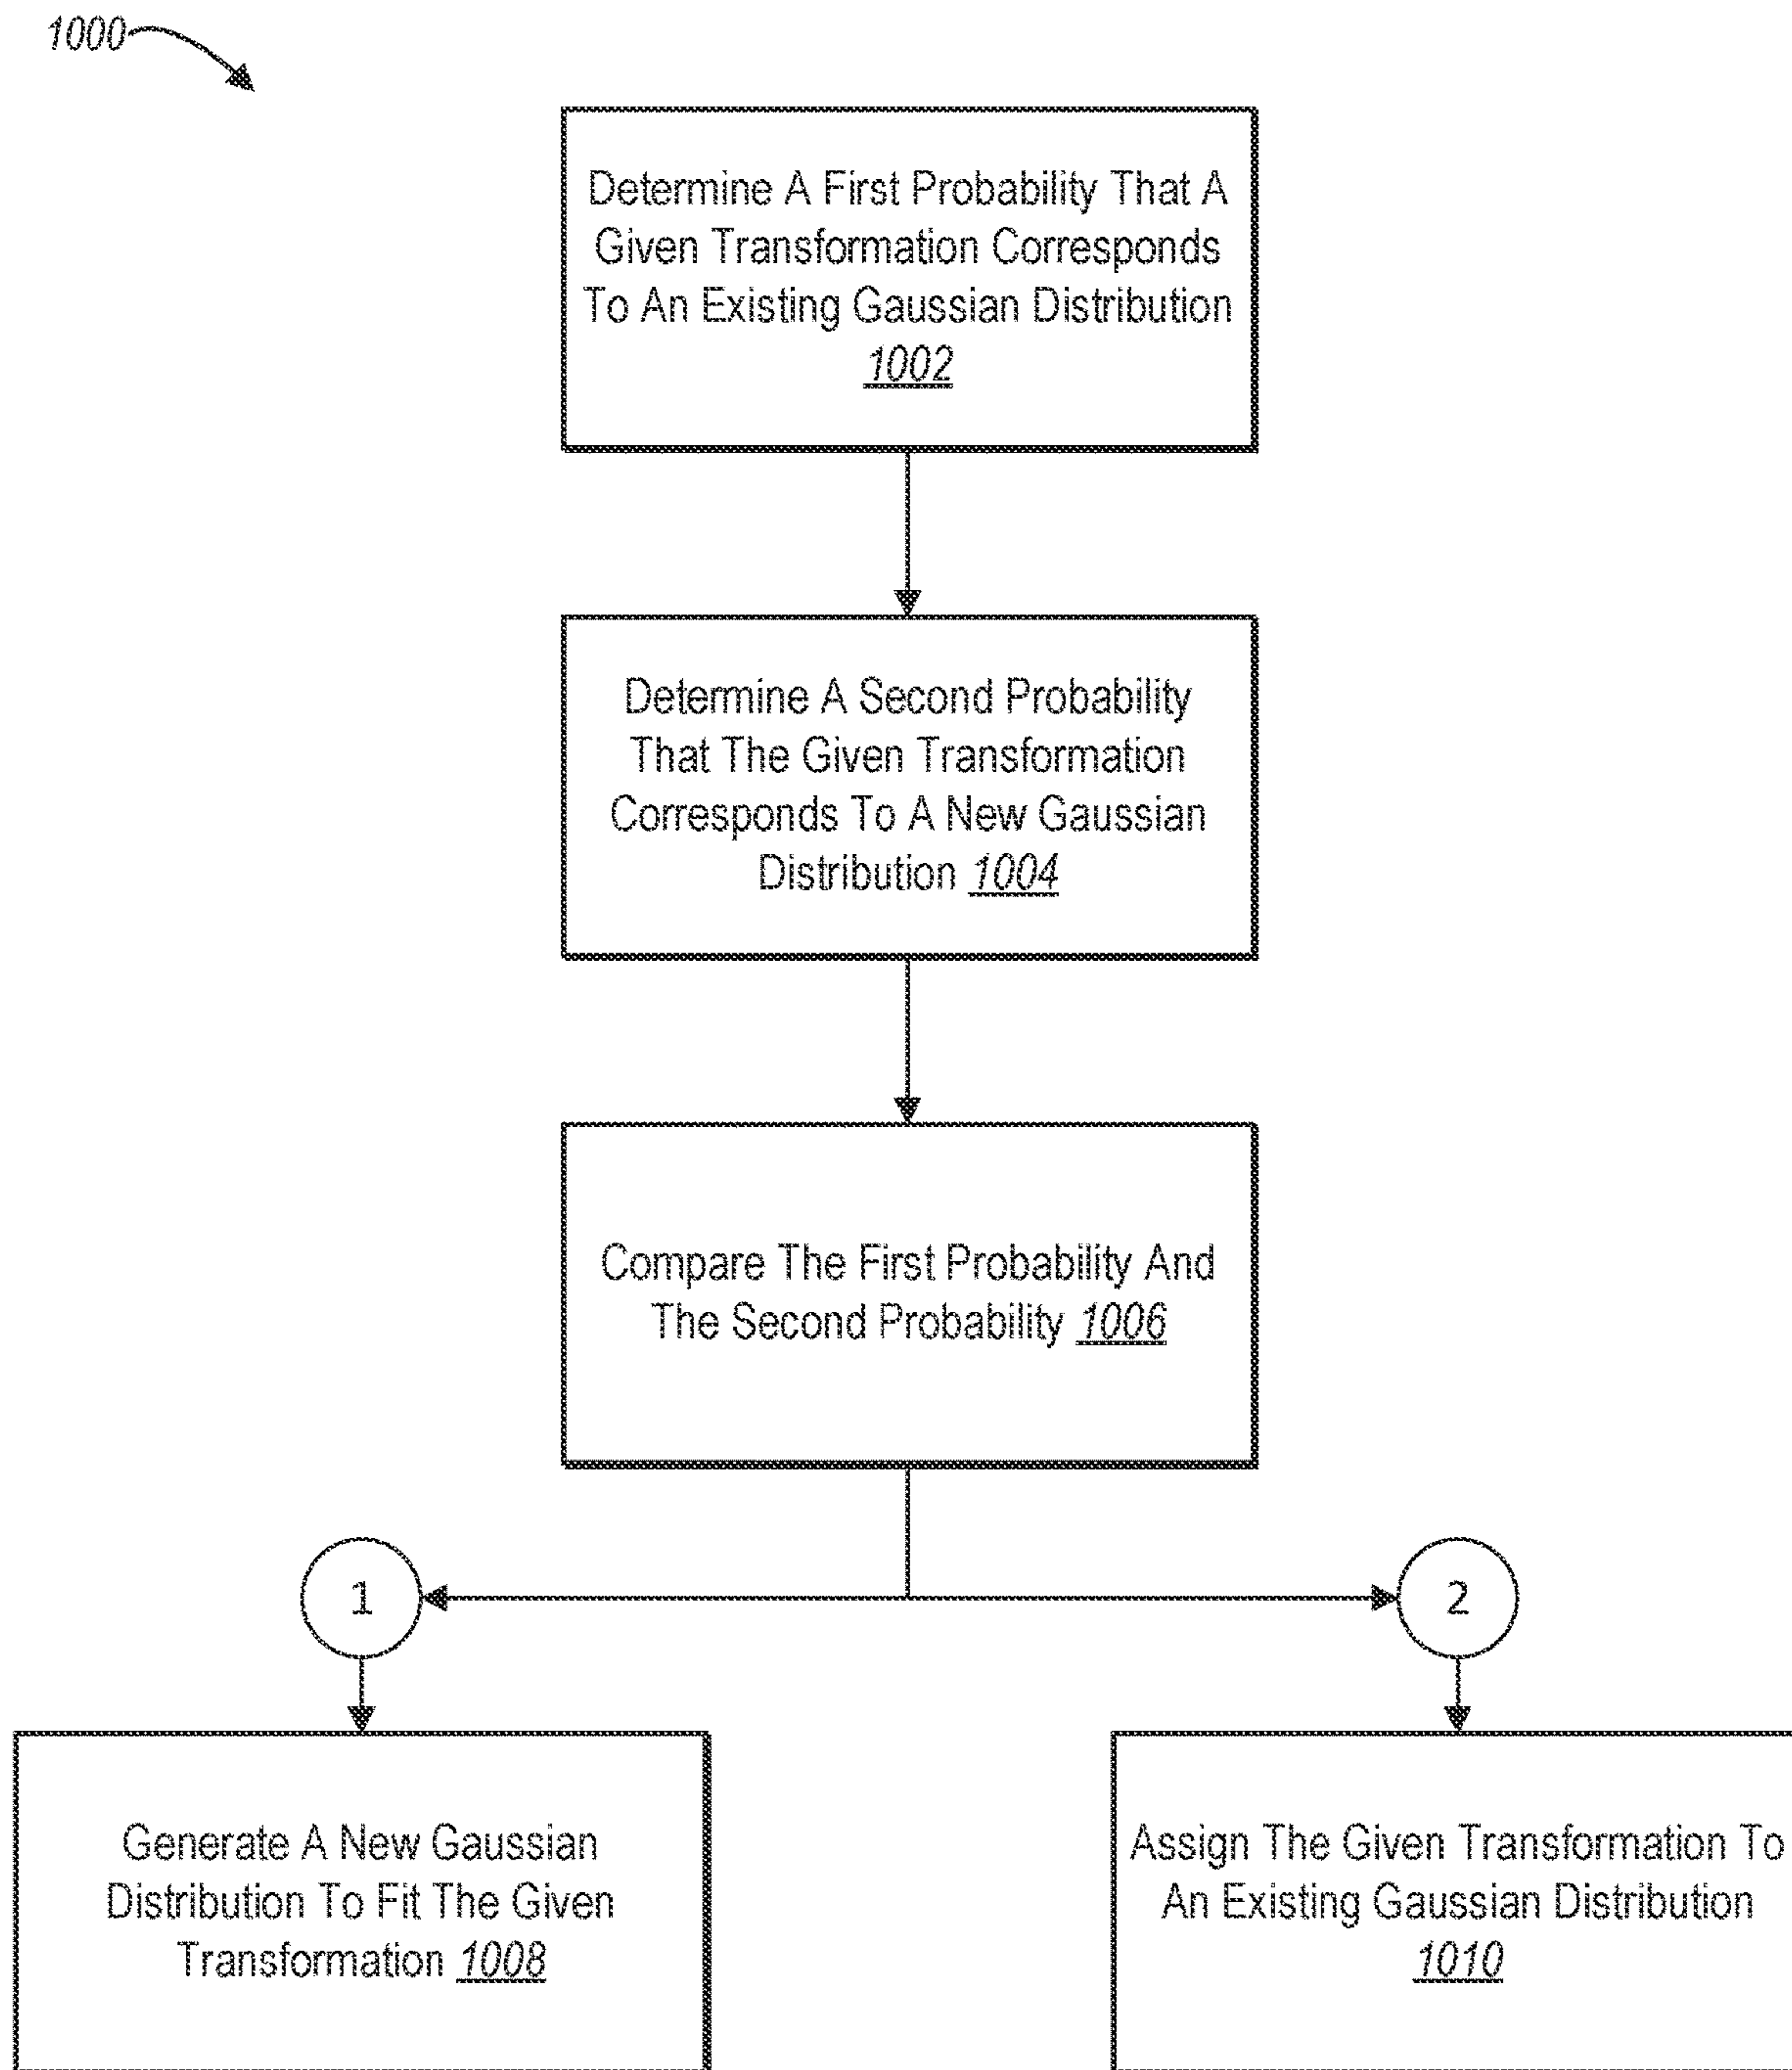 1000
Determine A First Probability That A
Given Transformation Corresponds
To An Existing Gaussian Distribution
1002
Determine A Second Probability
That The Given Transformation
Corresponds To A New Gaussian
Distribution 1004
Compare The First Probability And
The Second Probability 1006
1
2
Generate A New Gaussian
Distribution To Fit The Given
Transformation 1008
Assign The Given Transformation To
An Existing Gaussian Distribution
1010